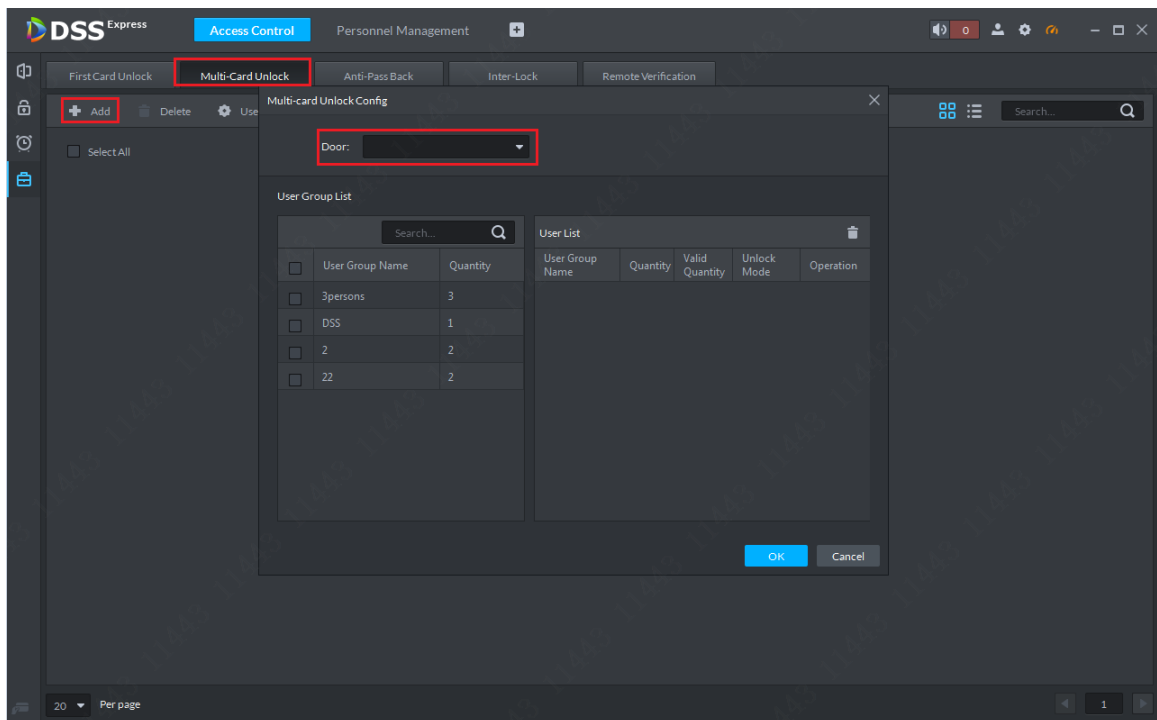 DSS Express Access Control Personnel Management 0
First Card Unlock Multi-Card Unlock Anti-Pass Back Inter-Lock Remote Verification
Add Delete Use Multi-card Unlock Config Search...
Select All Door:
User Group List
Search... User List
User Group Name Quantity User Group Name Quantity Valid Quantity Unlock Mode Operation
3persons 3
DSS 1
2 2
22 2
OK Cancel
20 Per page 1
11443 11443